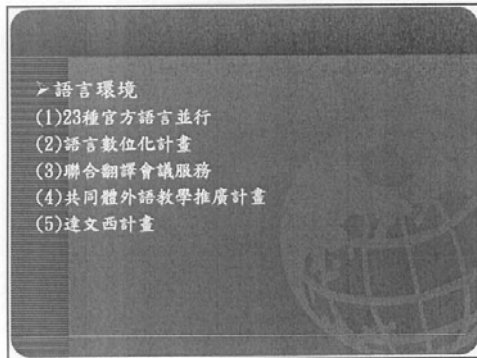 ➢語言環境
(1)23種官方語言並行
(2)語言數位化計畫
(3)聯合翻譯會議服務
(4)共同體外語教學推廣計畫
(5)達文西計畫